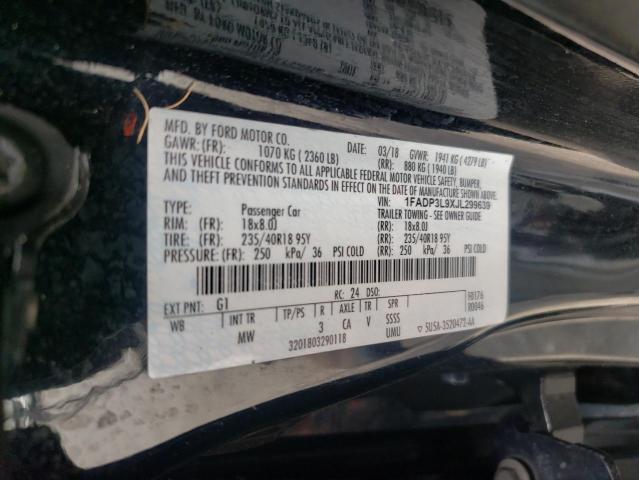 MFD. BY FORD MOTOR CO.
DATE: 03/18 GVWR: 1941 KG ( 4279 LB)
GAWR: (FR): 1070 KG ( 2360 LB) (RR): 880 KG ( 1940 LB)
THIS VEHICLE CONFORMS TO ALL APPLICABLE FEDERAL MOTOR VEHICLE SAFETY, BUMPER,
AND THEFT PREVENTION STANDARDS IN EFFECT ON THE DATE OF MANUFACTURE SHOWN ABOVE.
VIN: 1FADP3L9XJL299639
TYPE: Passenger Car TRAILER TOWING - SEE OWNER MANUAL
RIM: (FR): 18x8.0J (RR): 18x8.0J
TIRE: (FR): 235/40R18 95Y (RR): 235/40R18 95Y
PRESSURE: (FR): 250 kPa/ 36 PSI COLD (RR): 250 kPa/ 36 PSI COLD
EXT PNT: G1 RC: 24 DSO:
WB INT TR TP/PS R AXLE TR SPR
MW 3 CA V SSSS
3201803290118 UMU
R0046